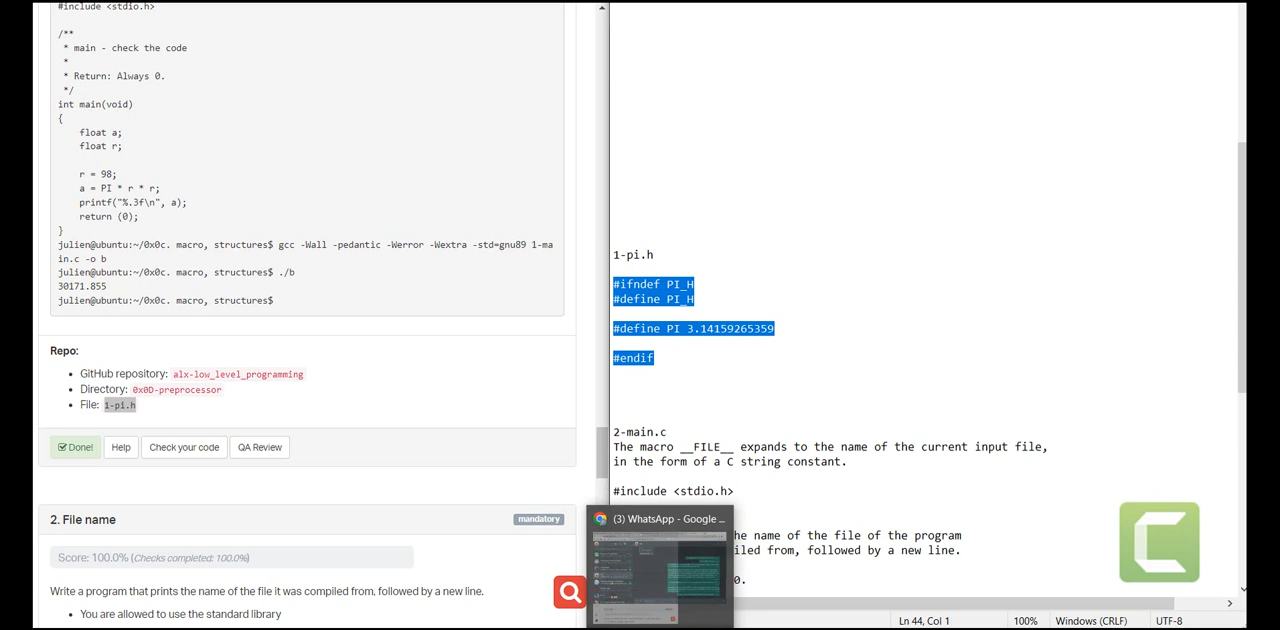 #include <stdio.h>
/**
* main - check the code
*
* Return: Always 0.
*/
int main(void)
{
float a;
float r;
r = 98;
a = PI * r * r;
printf("%.3f\n", a);
return (0);
}
julien@ubuntu:~/0x0c. macro, structures$ gcc -Wall -pedantic -Werror -Wextra -std=gnu89 1-ma
in.c -o b
julien@ubuntu:~/0x0c. macro, structures$ ./b
30171.855
julien@ubuntu:~/0x0c. macro, structures$
Repo:
GitHub repository: alx-low_level_programming
Directory: 0x0D-preprocessor
File: 1-pi.h
Done!
Help
Check your code
QA Review
2. File name
mandatory
Score: 100.0% (Checks completed: 100.0%)
Write a program that prints the name of the file it was compiled from, followed by a new line.
You are allowed to use the standard library
1-pi.h
#ifndef PI_H
#define PI_H
#define PI 3.14159265359
#endif
2-main.c
The macro __FILE__ expands to the name of the current input file,
in the form of a C string constant.
#include <stdio.h>
he name of the file of the program
iled from, followed by a new line.
0.
(3) WhatsApp - Google ...
Ln 44, Col 1
100%
Windows (CRLF)
UTF-8